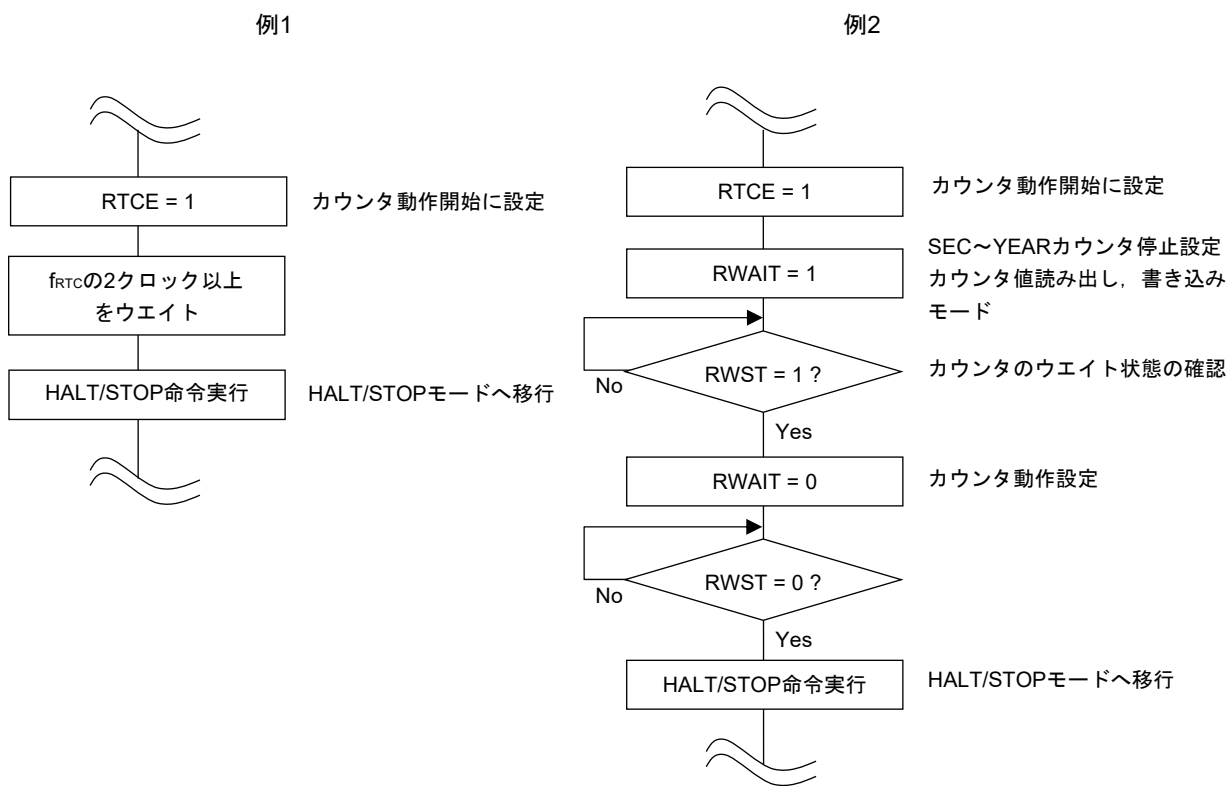 例1
RTCE = 1
カウンタ動作開始に設定
fRTCの2クロック以上
をウエイト
HALT/STOP命令実行
HALT/STOPモードへ移行
例2
RTCE = 1
カウンタ動作開始に設定
RWAIT = 1
SEC～YEARカウンタ停止設定
カウンタ値読み出し，書き込み
モード
RWST = 1 ?
カウンタのウエイト状態の確認
No
Yes
RWAIT = 0
カウンタ動作設定
RWST = 0 ?
No
Yes
HALT/STOP命令実行
HALT/STOPモードへ移行